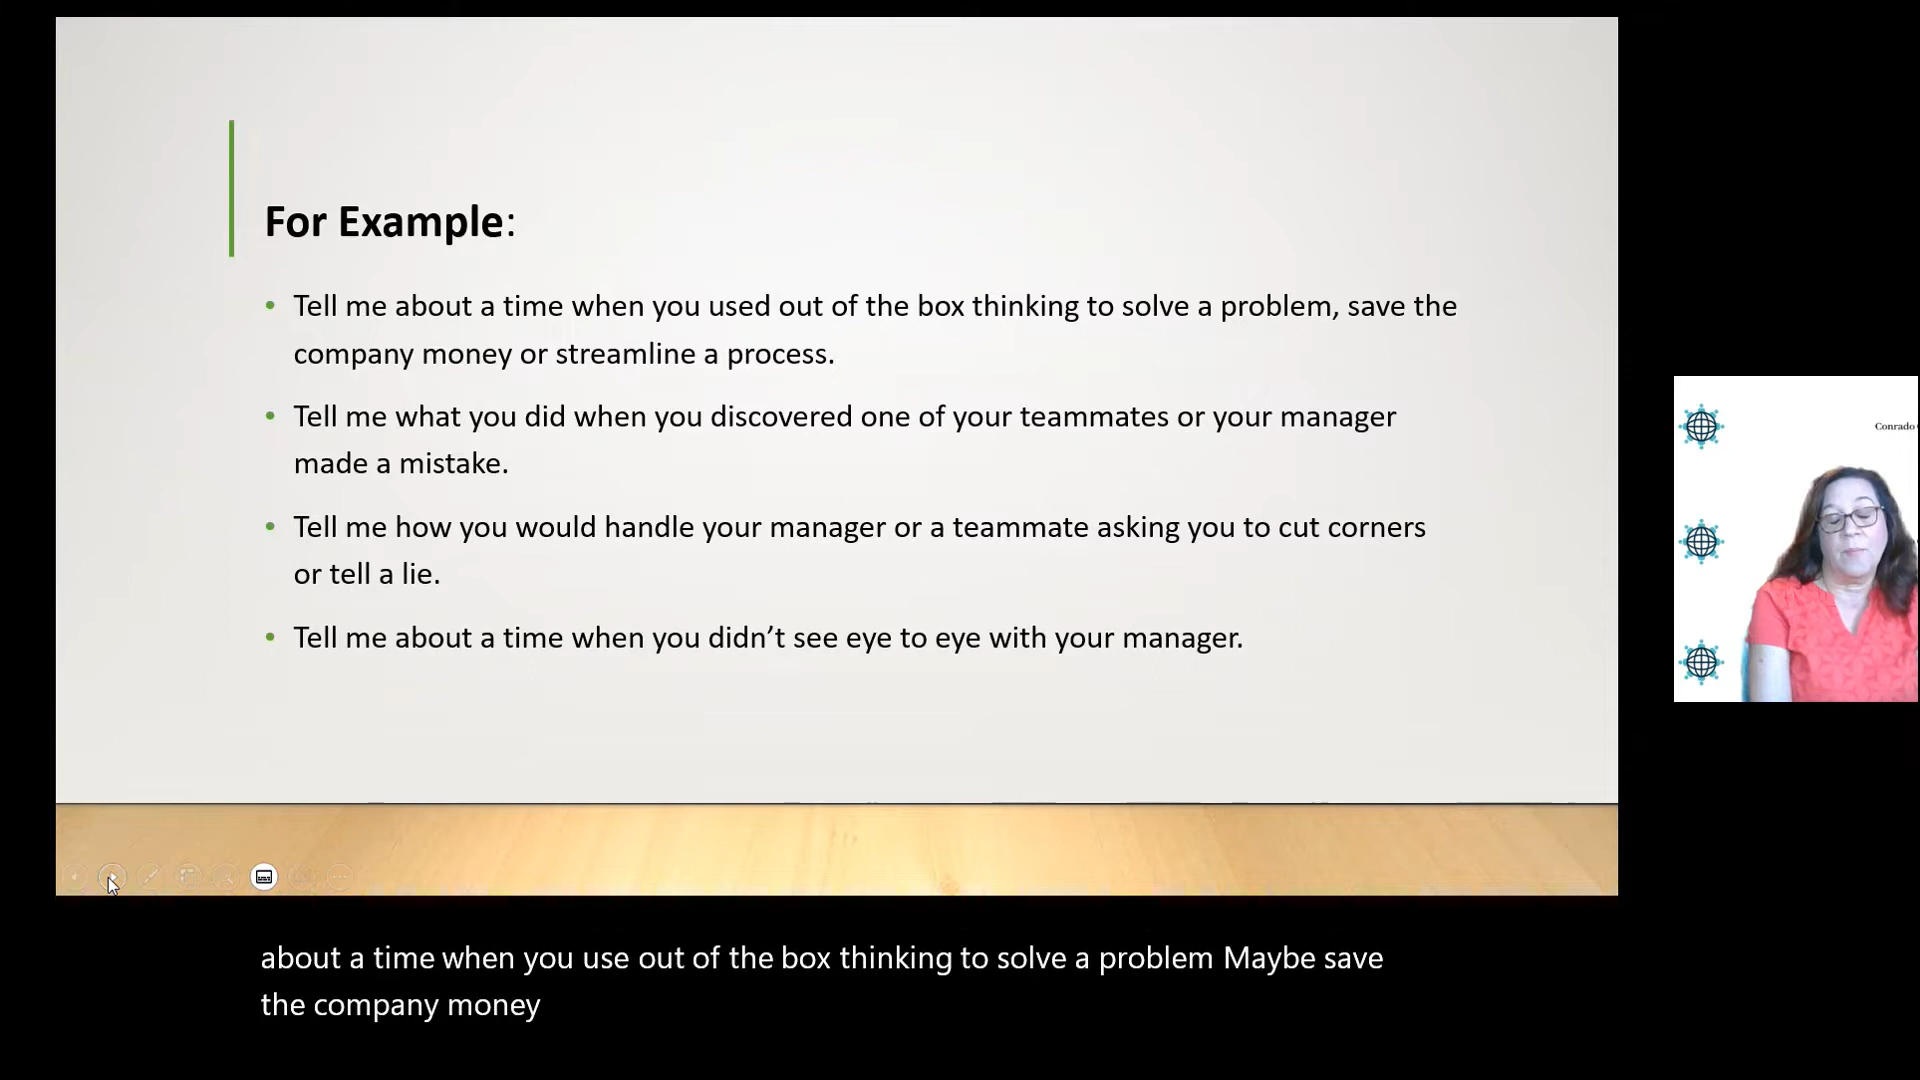 For Example:
• Tell me about a time when you used out of the box thinking to solve a problem, save the
company money or streamline a process.
• Tell me what you did when you discovered one of your teammates or your manager
made a mistake.
• Tell me how you would handle your manager or a teammate asking you to cut corners
or tell a lie.
• Tell me about a time when you didn’t see eye to eye with your manager.
Conrado
about a time when you use out of the box thinking to solve a problem Maybe save
the company money